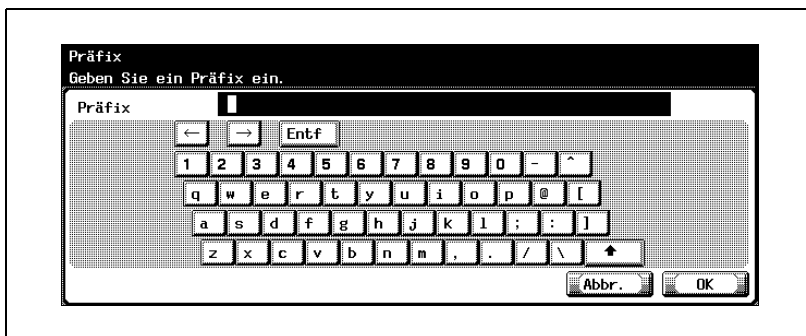 Präfix
Geben Sie ein Präfix ein.
Präfix
← → Entf
1 2 3 4 5 6 7 8 9 0 - ^
q w e r t y u i o p @ [
a s d f g h j k l ; : ]
z x c v b n m , . / \ ↑
Abbr. OK